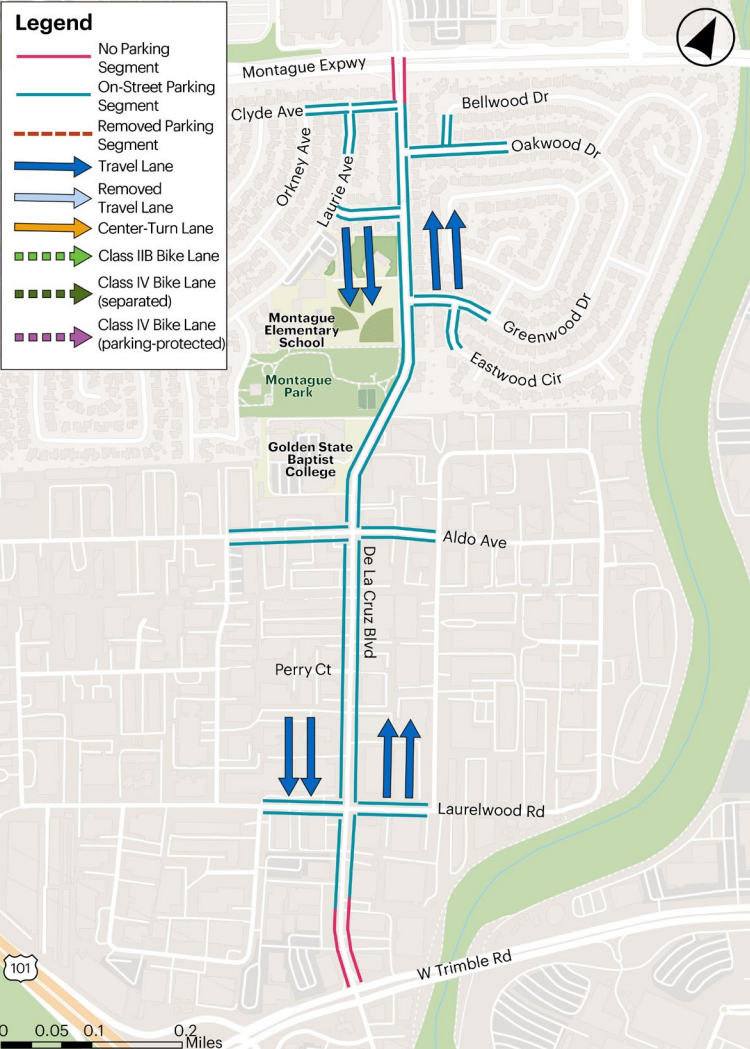 Legend
No Parking
Segment
On-Street Parking
Segment
Removed Parking
Segment
Travel Lane
Removed
Travel Lane
Center-Turn Lane
Class IIB Bike Lane
Class IV Bike Lane
(separated)
Class IV Bike Lane
(parking-protected)
Montague Expwy
Clyde Ave
Bellwood Dr
Oakwood Dr
Orkney Ave
Laurie Ave
Montague
Elementary
School
Greenwood Dr
Eastwood Cir
Montague
Park
Golden State
Baptist
College
Aldo Ave
De La Cruz Blvd
Perry Ct
Laurelwood Rd
W Trimble Rd
101
0 0.05 0.1 0.2
Miles